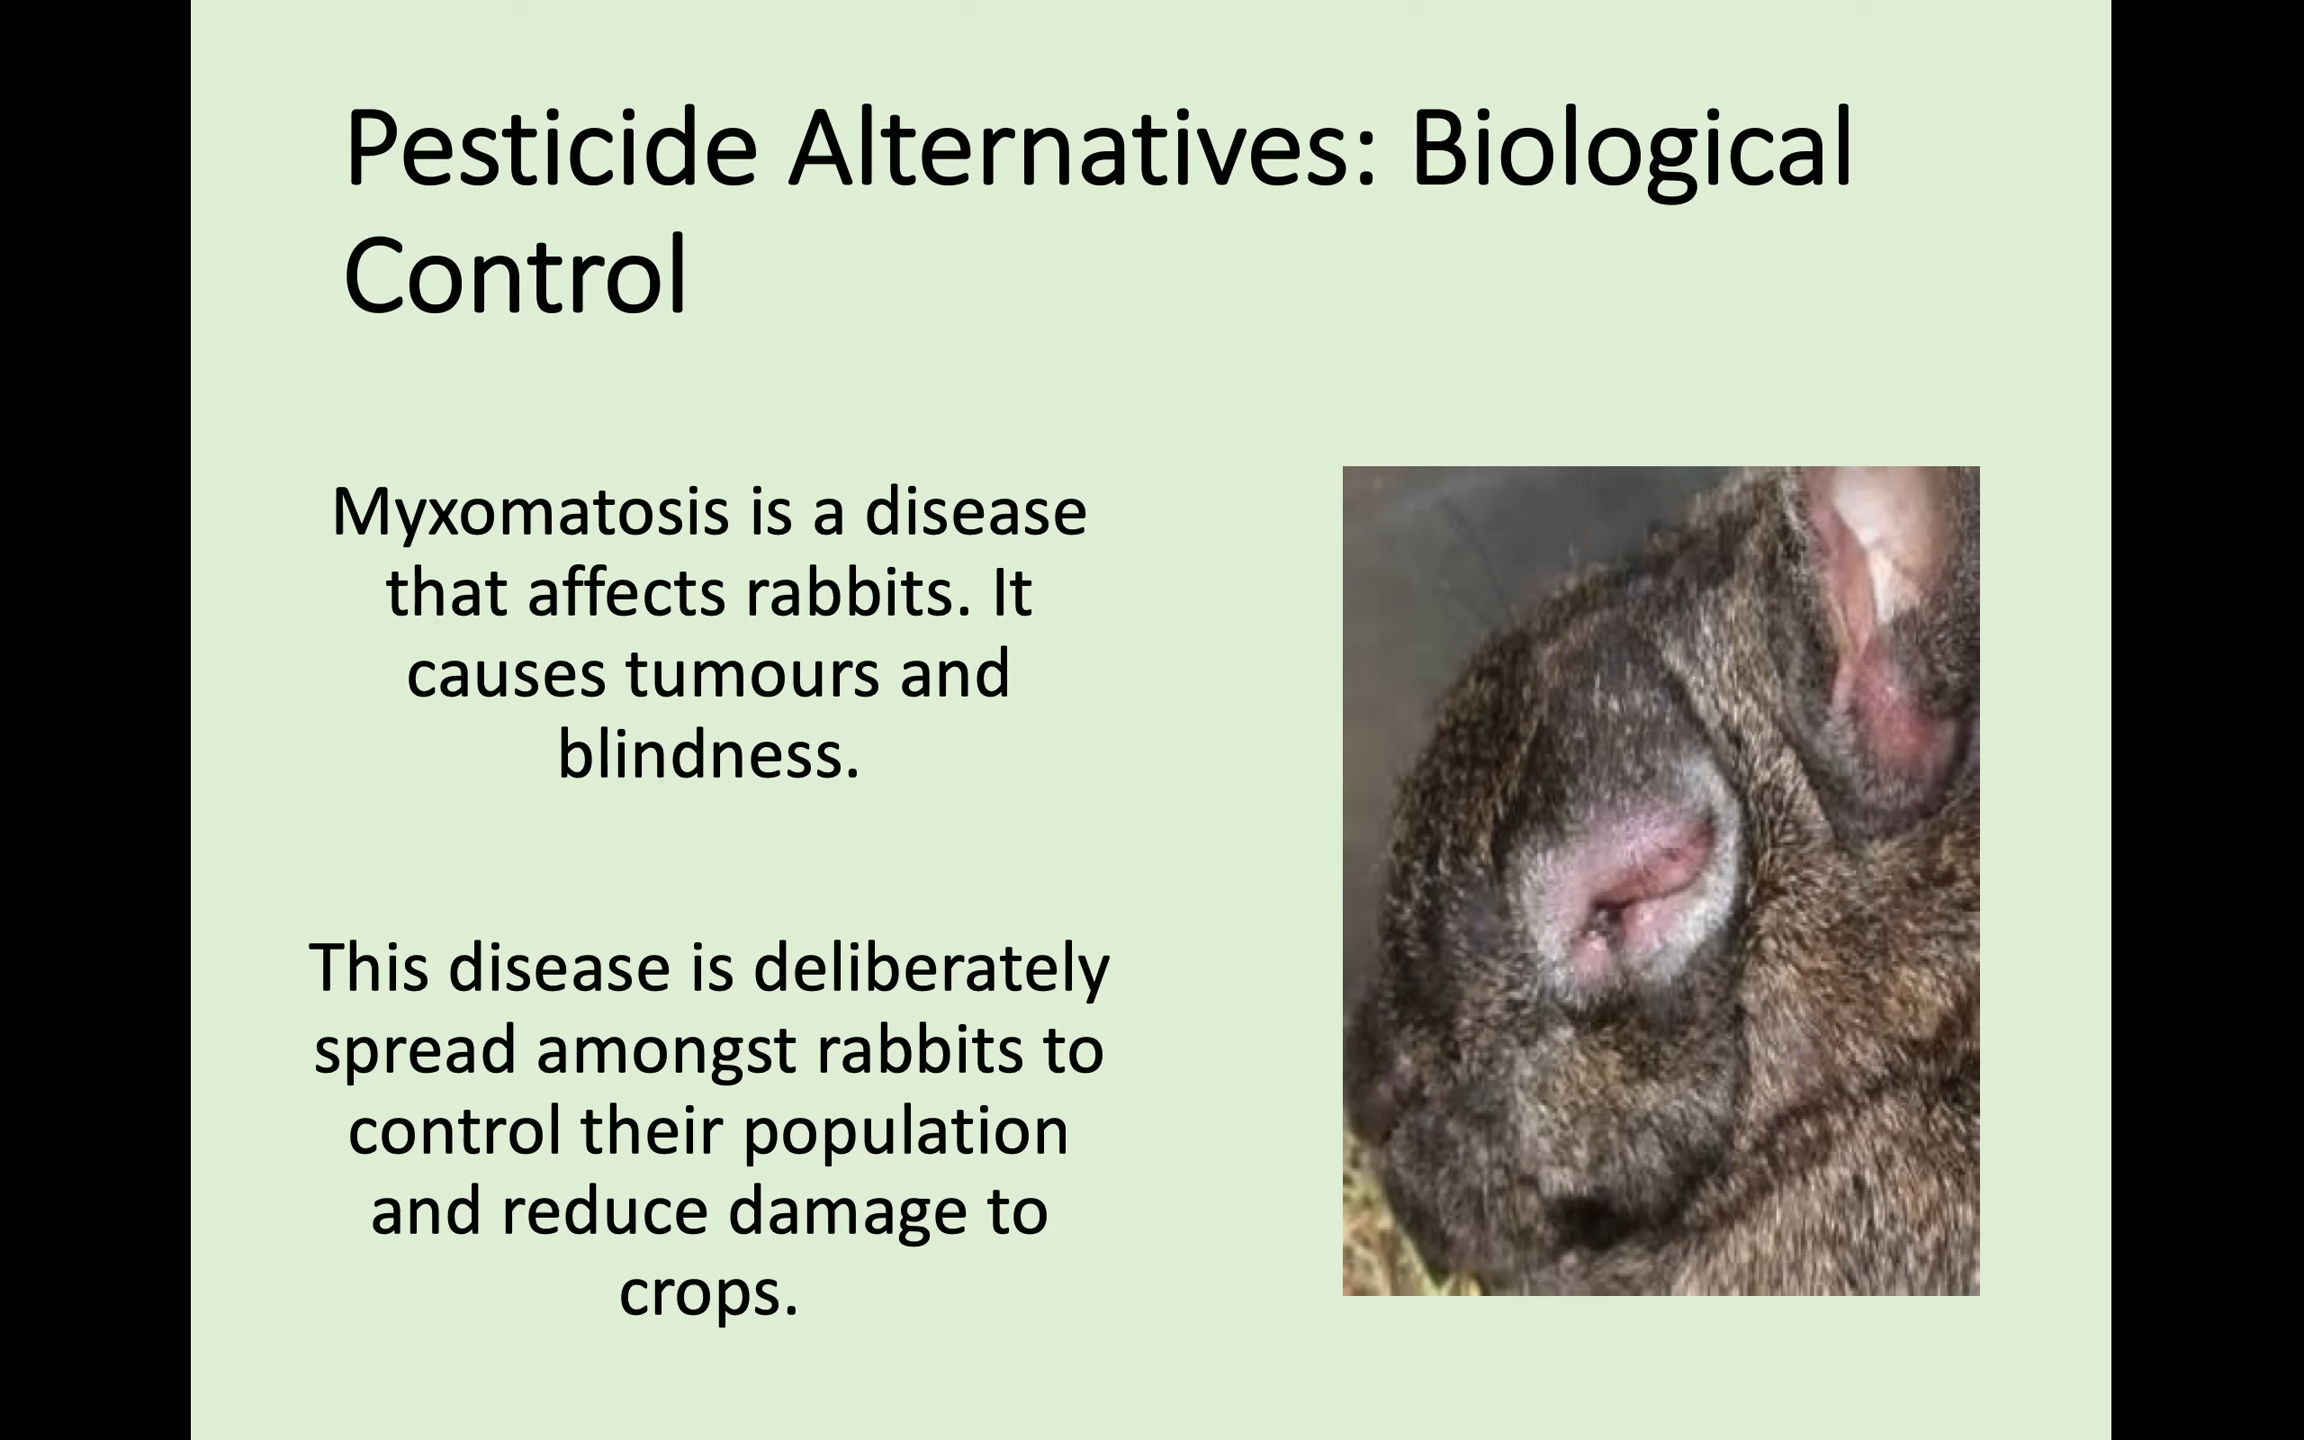 Pesticide Alternatives: Biological
Control
Myxomatosis is a disease
that affects rabbits. It
causes tumours and
blindness.
This disease is deliberately
spread amongst rabbits to
control their population
and reduce damage to
crops.